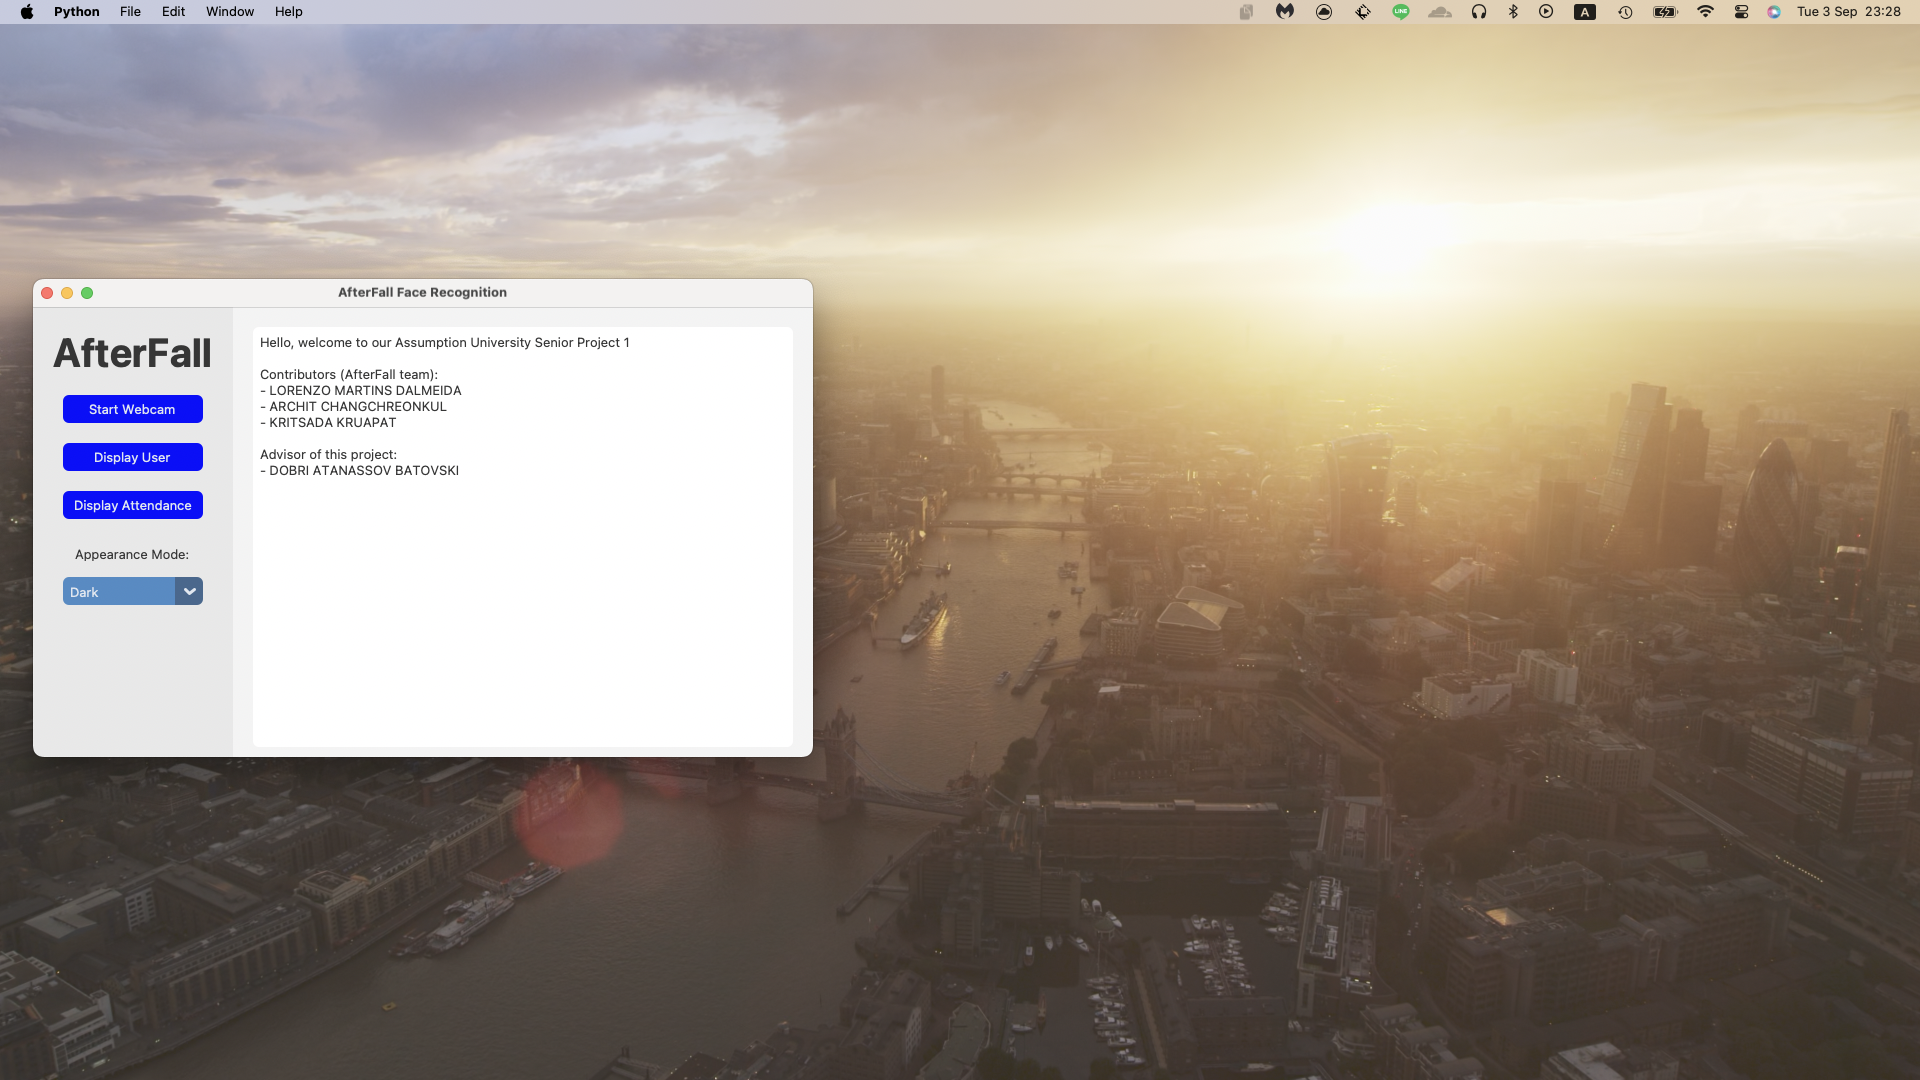 Python File Edit Window Help
LINE A Tue 3 Sep 23:28
AfterFall Face Recognition
AfterFall
Start Webcam
Display User
Display Attendance
Appearance Mode:
Dark
Hello, welcome to our Assumption University Senior Project 1
Contributors (AfterFall team):
- LORENZO MARTINS DALMEIDA
- ARCHIT CHANGCHREONKUL
- KRITSADA KRUAPAT
Advisor of this project:
- DOBRI ATANASSOV BATOVSKI